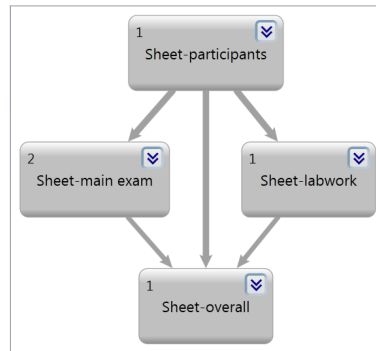 1
Sheet-participants
2
Sheet-main exam
1
Sheet-labwork
1
Sheet-overall